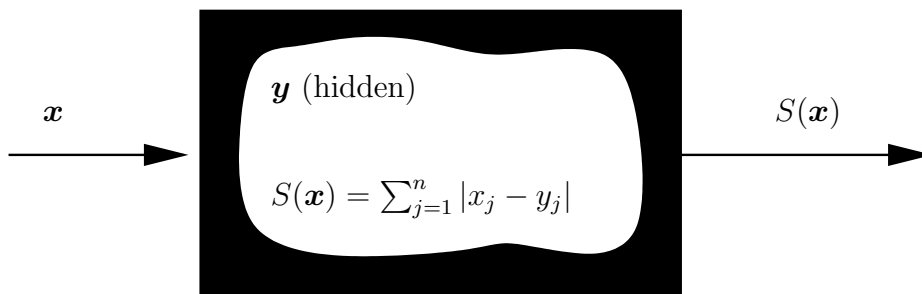 y (hidden)
x
S(x)
S(x) = ∑_{j=1}^{n} |x_j − y_j|